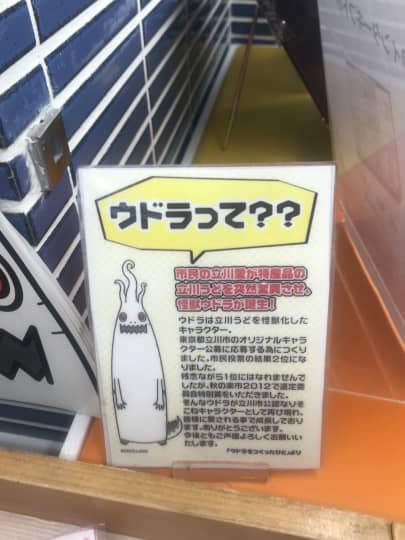 ウドラって??
市民の立川愛が特産品の
立川うどを突然変異させ、
怪獣ウドラが誕生!
ウドラは立川うどを怪獣化した
キャラクター。
東京都立川市のオリジナルキャラ
クター公募に応募する為につくり
ました。市民投票の結果2位にな
りました。
残念ながら1位にはなれませんで
したが、秋の楽市2012で選定委
員会特別賞をいただきました。
そんなウドラが立川市公認なりそ
こねキャラクターとして再び現れ、
皆様に愛される事で成長しており
ます。ありがとうございます。
今後ともご声援よろしくお願いい
たします。
「ウドラをつくったひと」より